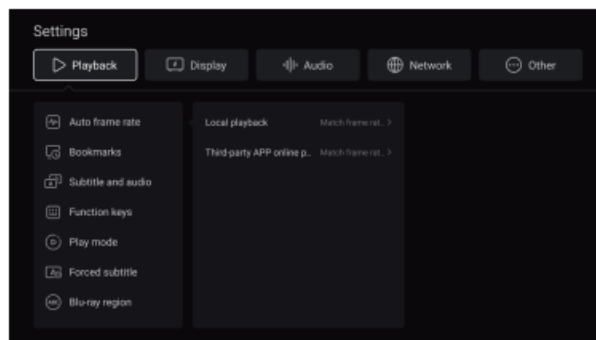 Settings
Playback
Display
Audio
Network
Other
Auto frame rate
Local playback
Match frame rat.. >
Bookmarks
Third-party APP online p..
Match frame rat.. >
Subtitle and audio
Function keys
Play mode
Forced subtitle
Blu-ray region